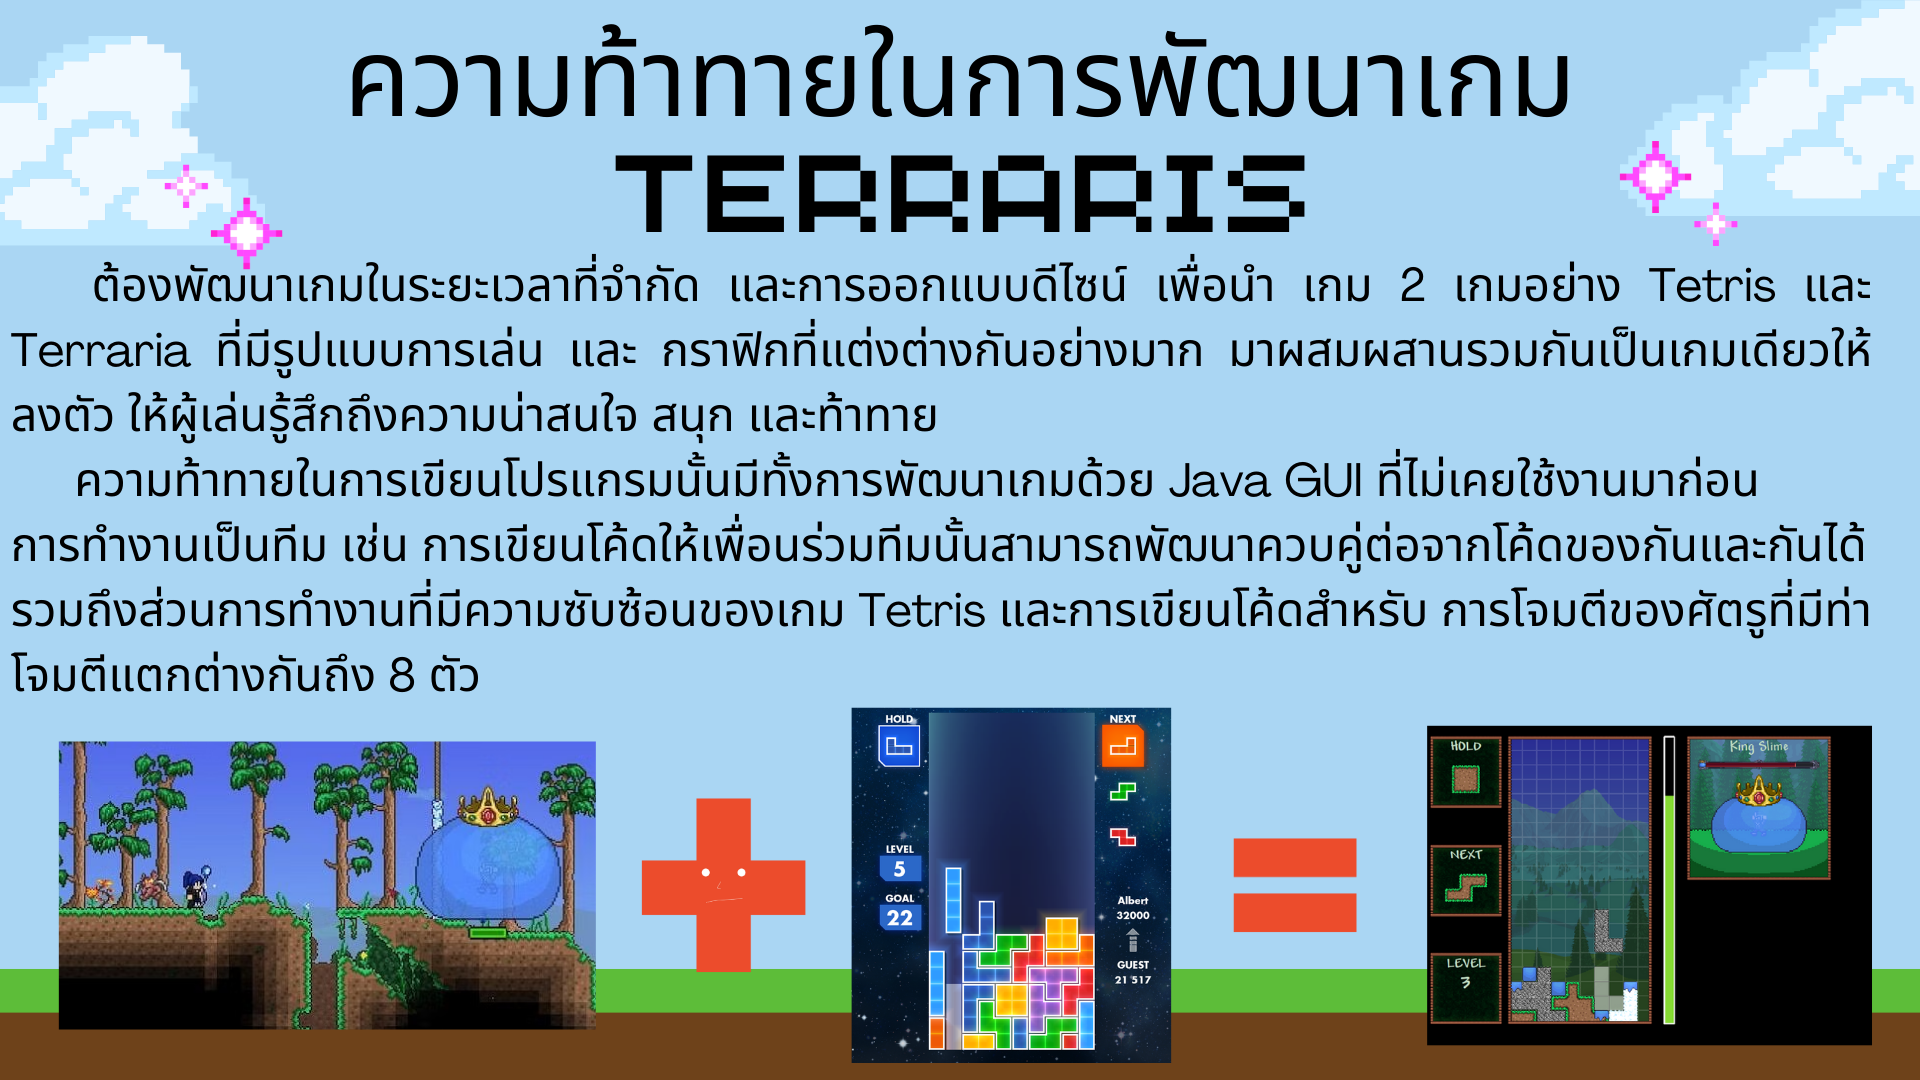 ความท้าทายในการพัฒนาเกม
TERRARIS
ต้องพัฒนาเกมในระยะเวลาที่จำกัด และการออกแบบดีไซน์ เพื่อนำ เกม 2 เกมอย่าง Tetris และ
Terraria ที่มีรูปแบบการเล่น และ กราฟิกที่แต่งต่างกันอย่างมาก มาผสมผสานรวมกันเป็นเกมเดียวให้
ลงตัว ให้ผู้เล่นรู้สึกถึงความน่าสนใจ สนุก และท้าทาย
ความท้าทายในการเขียนโปรแกรมนั้นมีทั้งการพัฒนาเกมด้วย Java GUI ที่ไม่เคยใช้งานมาก่อน
การทำงานเป็นทีม เช่น การเขียนโค้ดให้เพื่อนร่วมทีมนั้นสามารถพัฒนาควบคู่ต่อจากโค้ดของกันและกันได้
รวมถึงส่วนการทำงานที่มีความซับซ้อนของเกม Tetris และการเขียนโค้ดสำหรับ การโจมตีของศัตรูที่มีท่า
โจมตีแตกต่างกันถึง 8 ตัว
HOLD
NEXT
LEVEL
5
GOAL
22
Albert
32000
GUEST
21 517
HOLD
NEXT
LEVEL
3
King Slime